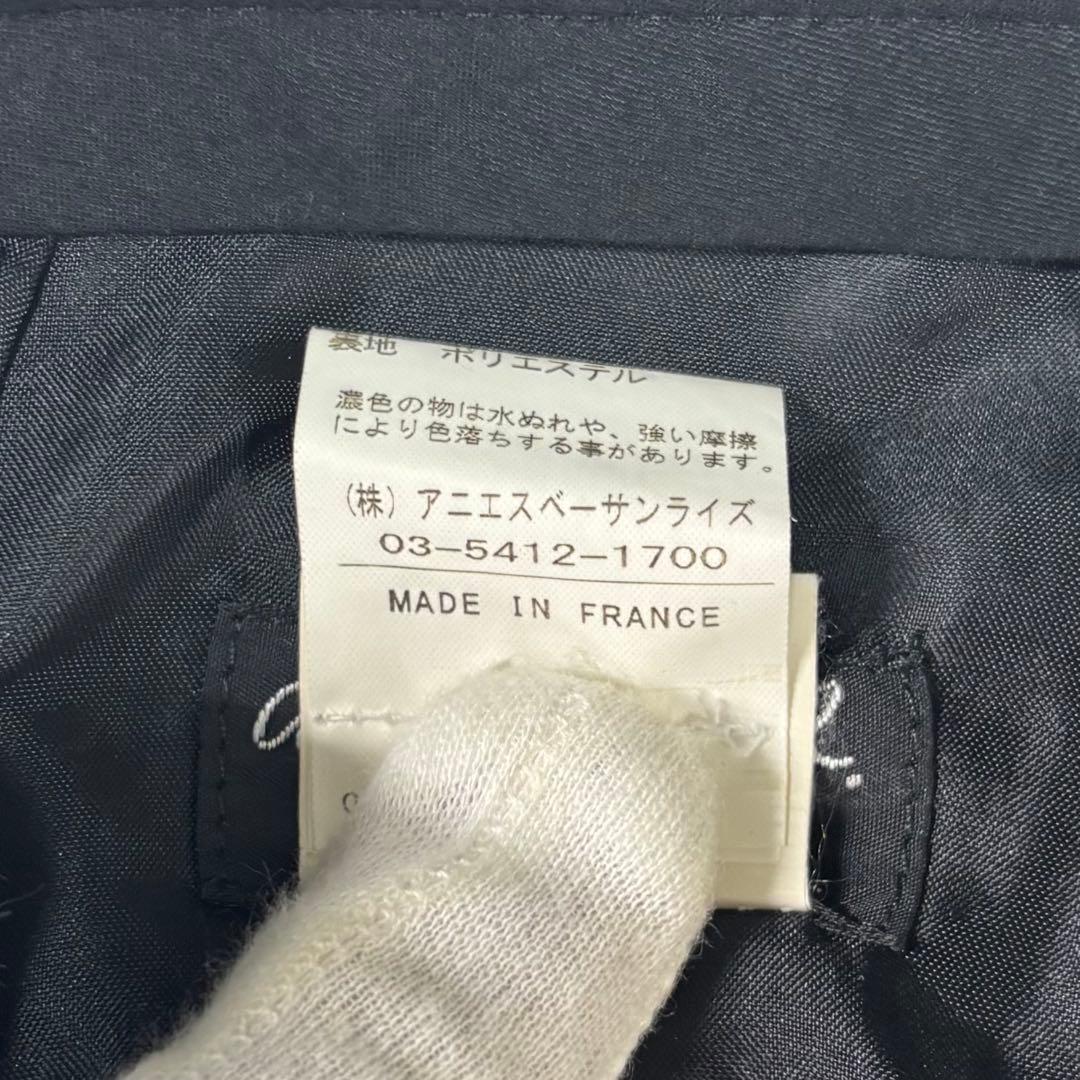 表地 ポリエステル
濃色の物は水ぬれや、強い摩擦
により色落ちする事があります。
(株) アニエスベーサンライズ
03-5412-1700
MADE IN FRANCE